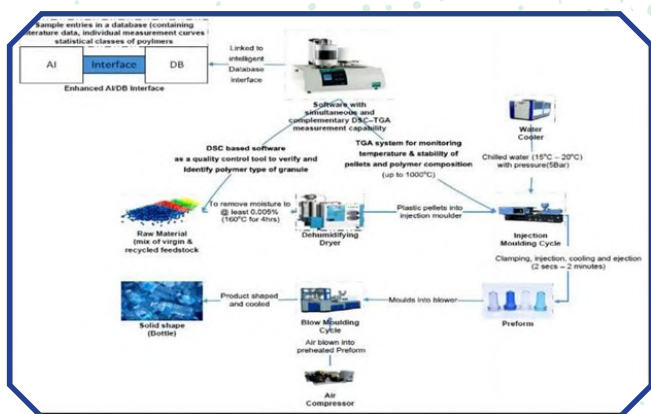 Sample entries in a database (containing
literature data, individual measurement curves
statistical classes of poylmers
AI
Interface
DB
Enhanced AI/DB Interface
Linked to
intelligent
Database
interface
Software with
simultaneous and
complementary DSC-TGA
measurement capability
Water
Cooler
DSC based software
as a quality control tool to verify and
Identify polymer type of granule
TGA system for monitoring
temperature & stability of
pellets and polymer composition
(up to 1000°C)
Chilled water (15°C – 20°C)
with pressure(5Bar)
To remove moisture to
@ least 0.005%
(160°C for 4hrs)
Plastic pellets into
injection moulder
Raw Material
(mix of virgin &
recycled feedstock
Dehumidifying
Dryer
Injection
Moulding Cycle
Clamping, injection, cooling and ejection
(2 secs – 2 minutes)
Product shaped
and cooled
Moulds into blower
Solid shape
(Bottle)
Blow Moulding
Cycle
Preform
Air blown into
preheated Preform
Air
Compressor